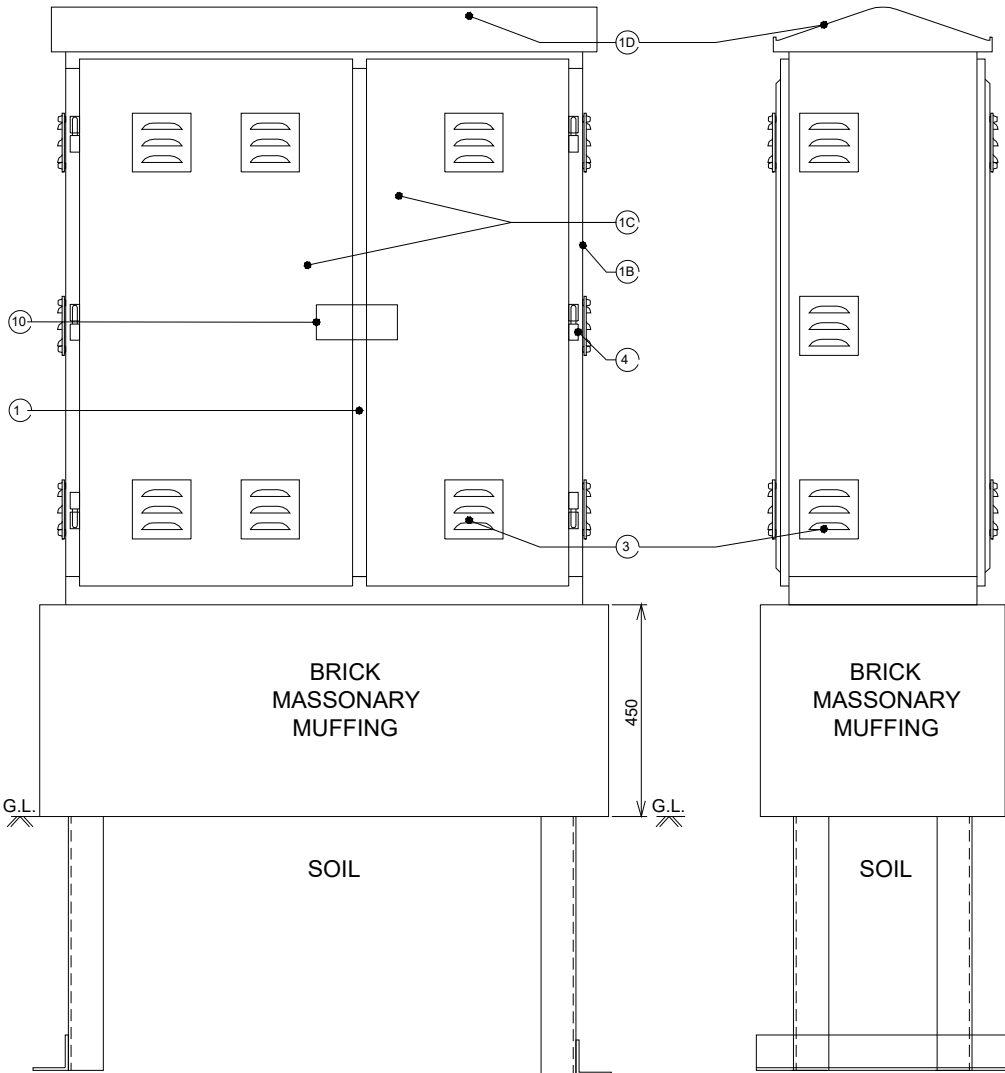 1D
1C
1B
10
4
1
3
BRICK
MASSONARY
MUFFING
450
BRICK
MASSONARY
MUFFING
G.L.
G.L.
SOIL
SOIL